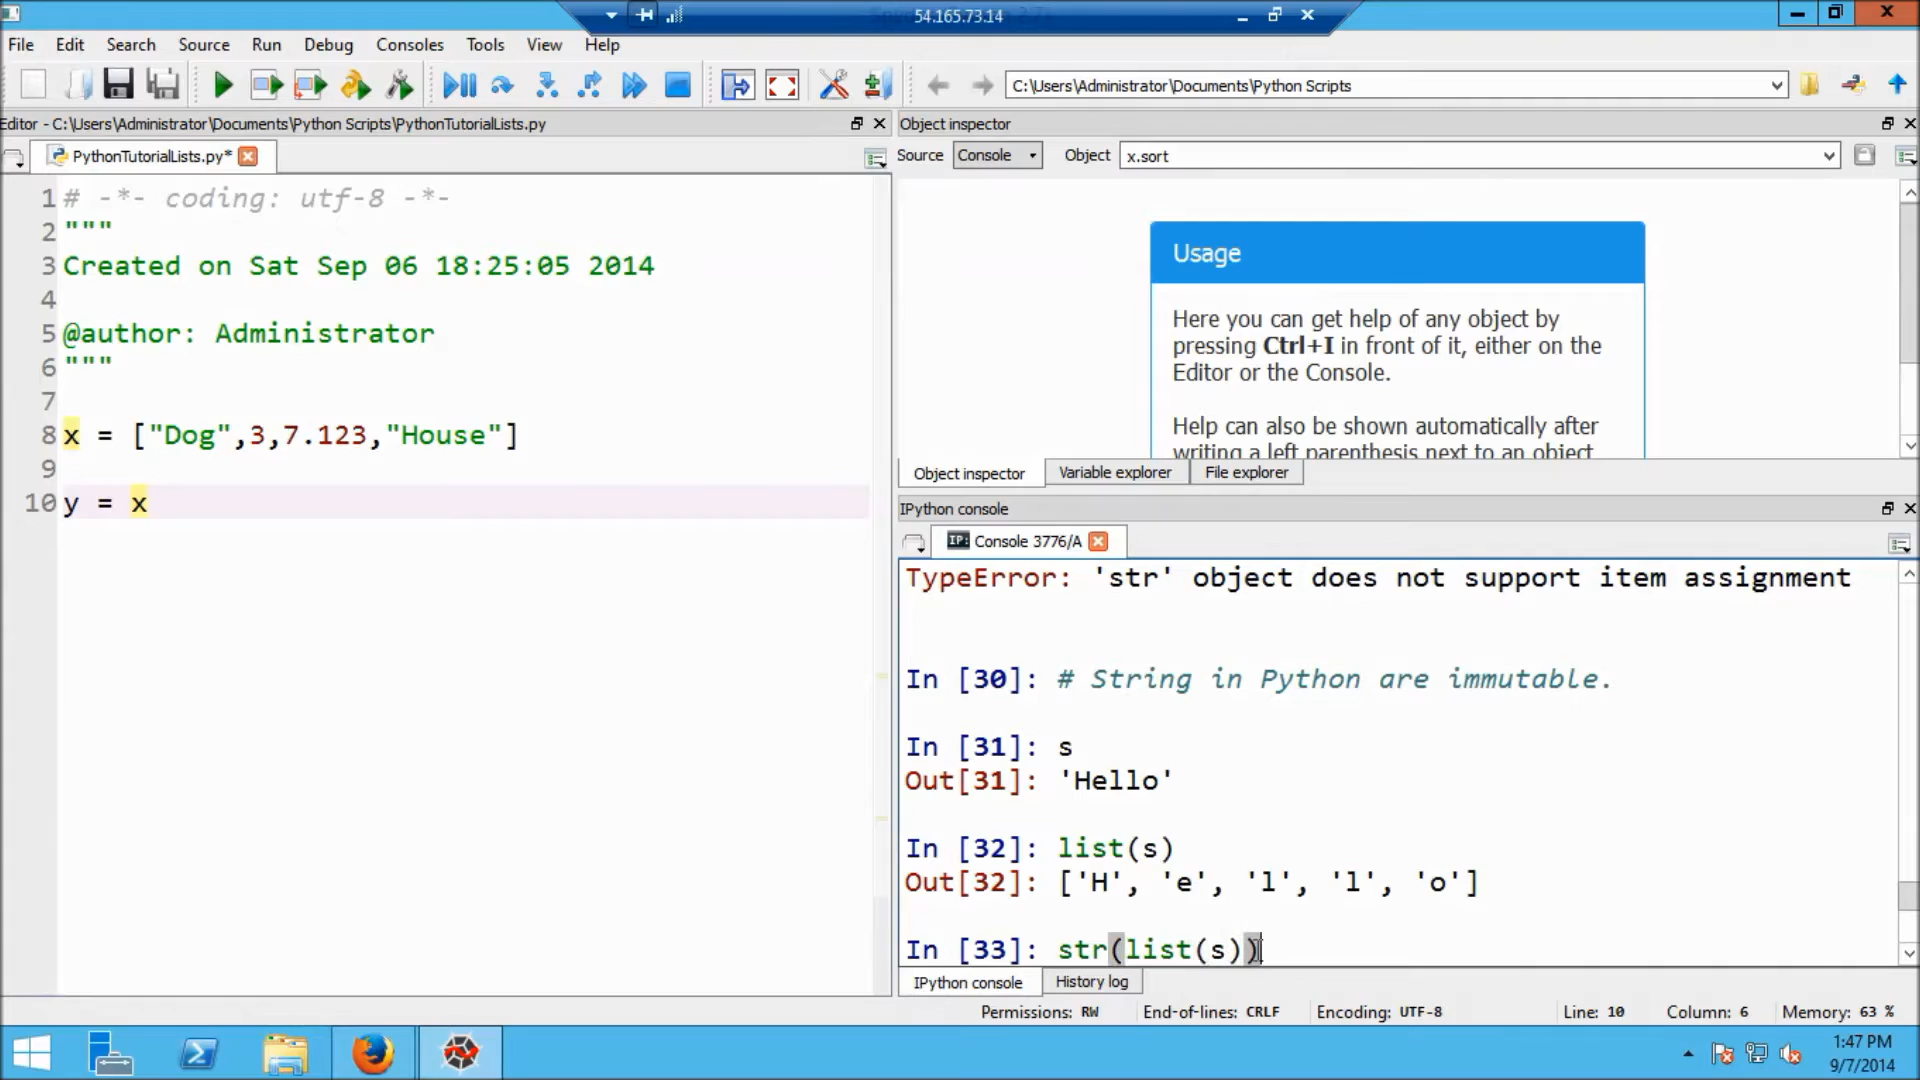 54.165.73.14
File Edit Search Source Run Debug Consoles Tools View Help
C:\Users\Administrator\Documents\Python Scripts
Editor - C:\Users\Administrator\Documents\Python Scripts\PythonTutorialLists.py
PythonTutorialLists.py*
1 # -*- coding: utf-8 -*-
2 """
3 Created on Sat Sep 06 18:25:05 2014
4
5 @author: Administrator
6 """
7
8 x = ["Dog",3,7.123,"House"]
9
10 y = x
Object inspector
Source Console Object x.sort
Usage
Here you can get help of any object by
pressing Ctrl+I in front of it, either on the
Editor or the Console.
Help can also be shown automatically after
writing a left parenthesis next to an object
Object inspector Variable explorer File explorer
IPython console
IP: Console 3776/A
TypeError: 'str' object does not support item assignment
In [30]: # String in Python are immutable.
In [31]: s
Out[31]: 'Hello'
In [32]: list(s)
Out[32]: ['H', 'e', 'l', 'l', 'o']
In [33]: str(list(s))
IPython console History log
Permissions: RW End-of-lines: CRLF Encoding: UTF-8 Line: 10 Column: 6 Memory: 63 %
1:47 PM
9/7/2014